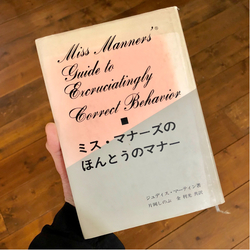 Miss Manners'®
Guide to
Excruciatingly
Correct Behavior
ミス・マナーズの
ほんとうのマナー
ジュディス・マーティン著